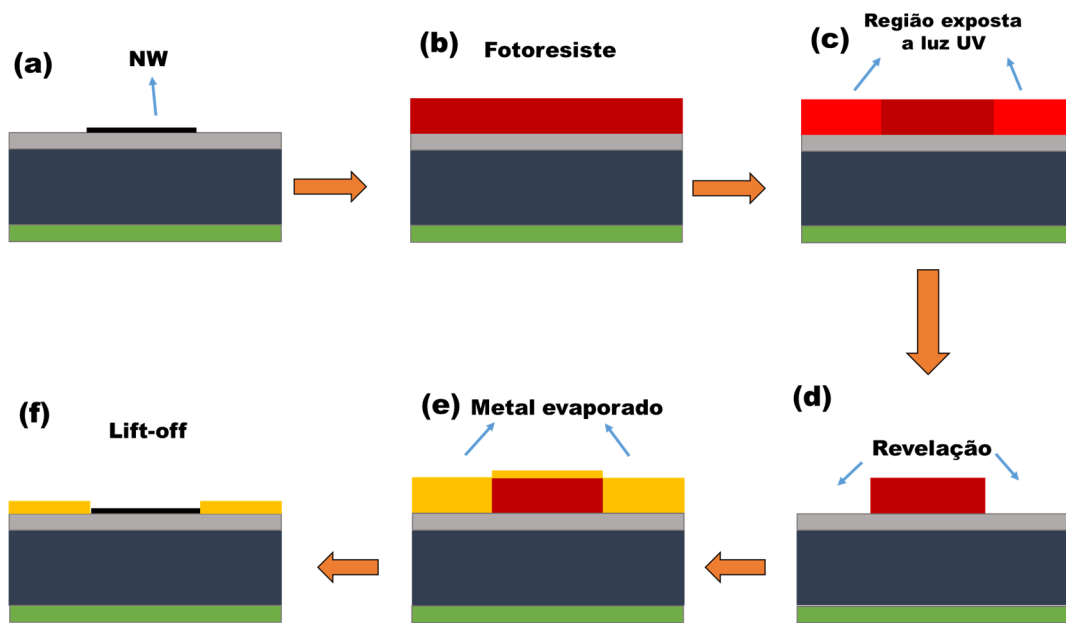 (a)
NW
(b)
Fotoresiste
(c)
Região exposta
a luz UV
(f)
Lift-off
(e)
Metal evaporado
(d)
Revelação